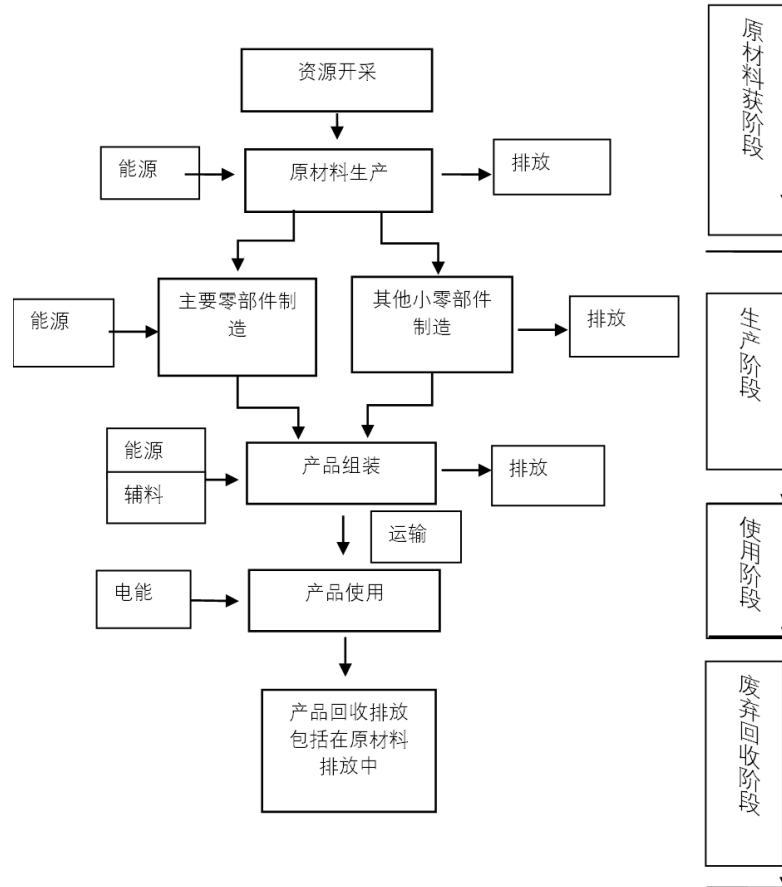 资源开采
原材料获阶段
能源
原材料生产
排放
能源
主要零部件制
造
其他小零部件
制造
排放
生产阶段
能源
辅料
产品组装
排放
运输
使用阶段
电能
产品使用
产品回收排放
包括在原材料
排放中
废弃回收阶段